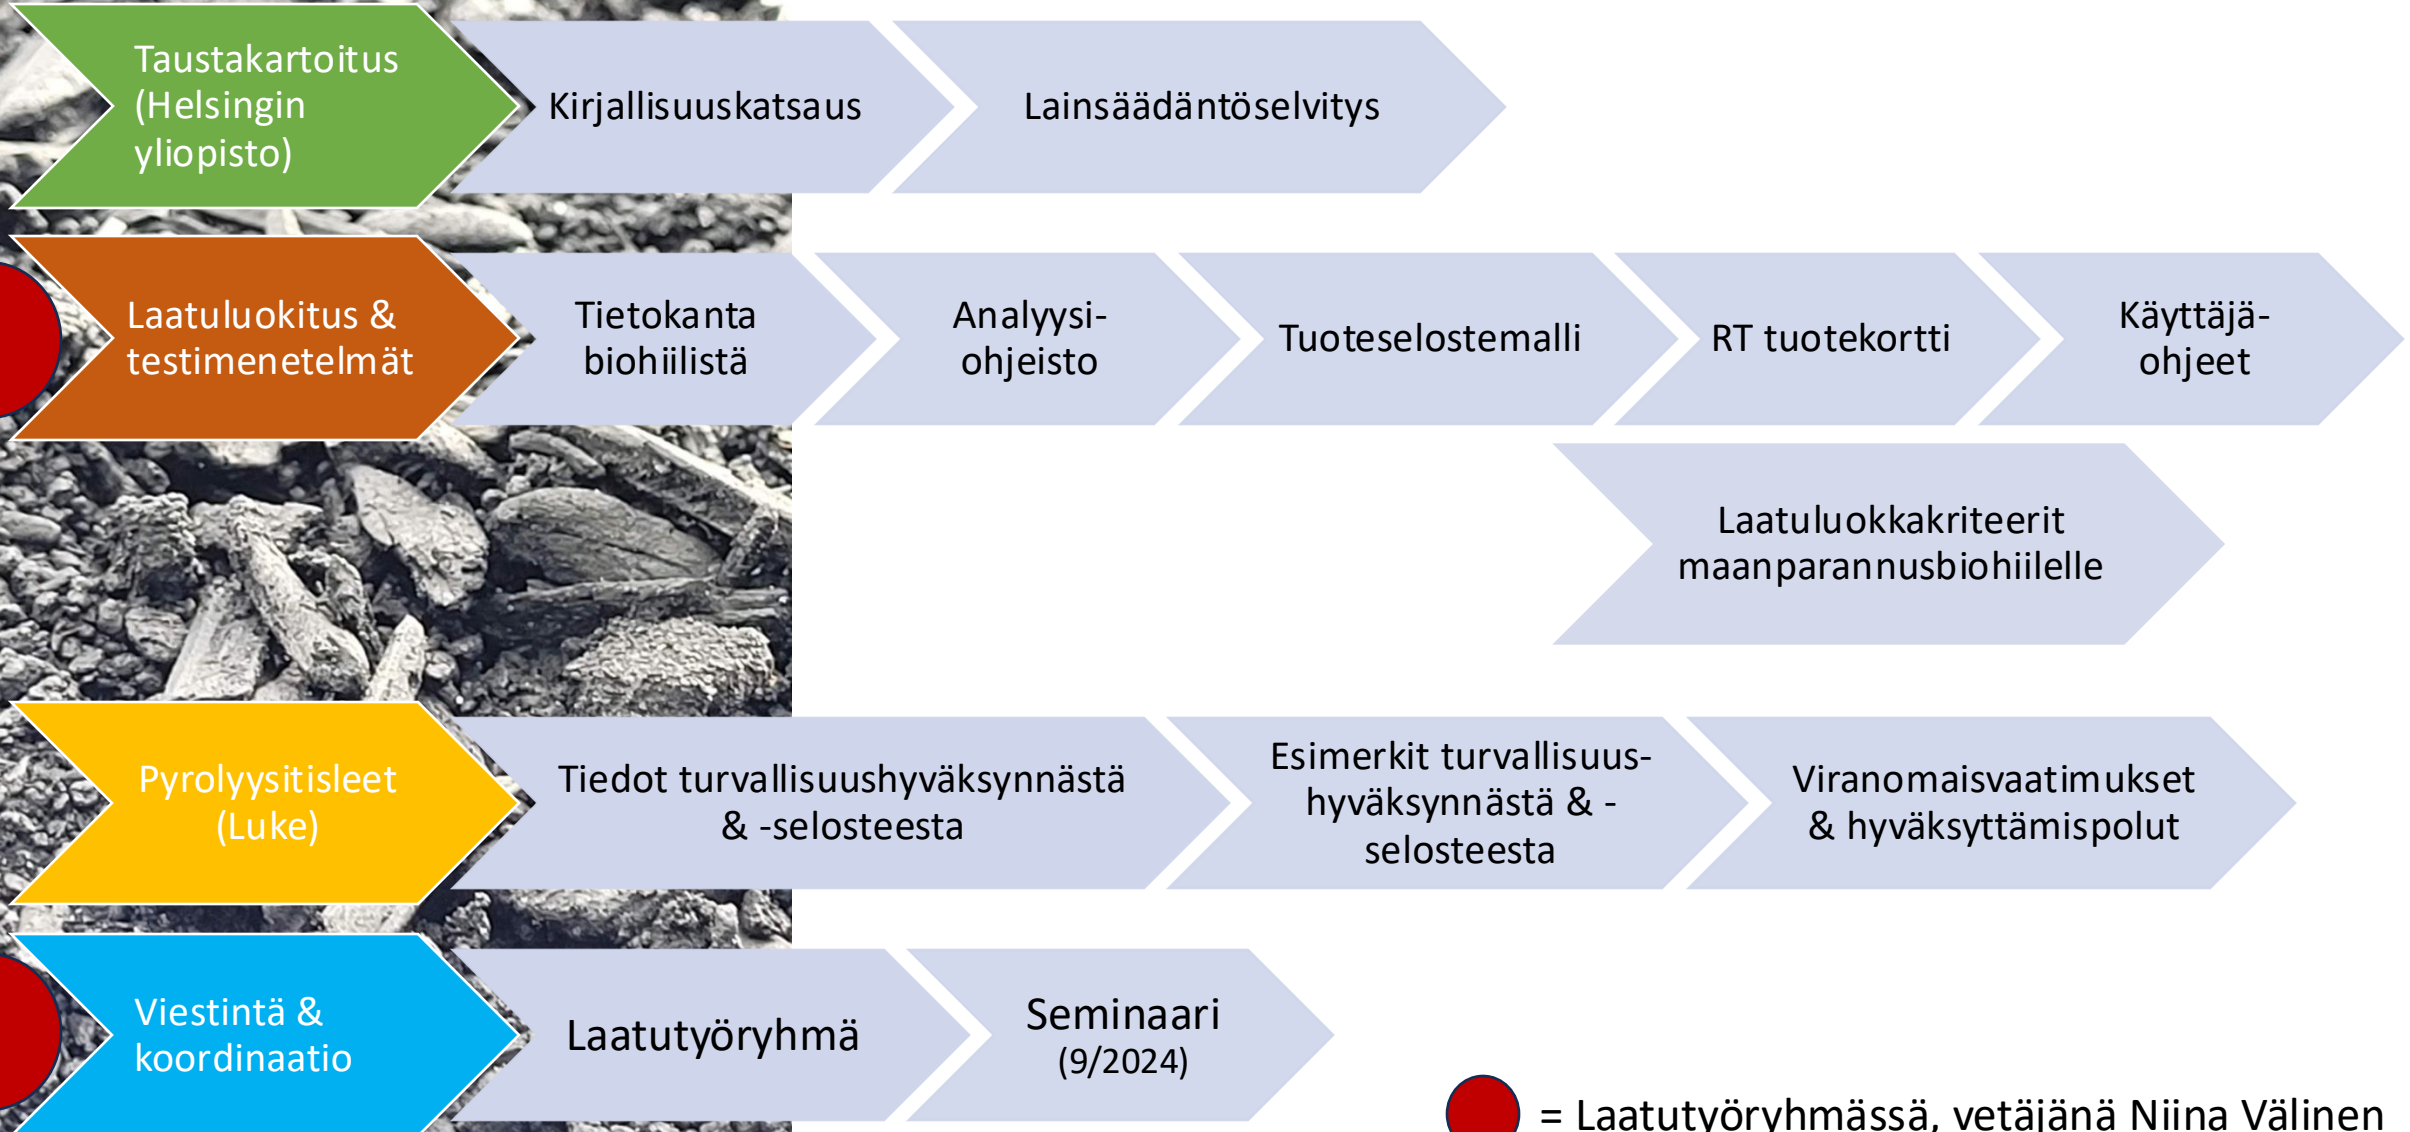 Taustakartoitus
(Helsingin
yliopisto)
Kirjallisuuskatsaus
Lainsäädäntöselvitys
Laatuluokitus &
testimenetelmät
Tietokanta
biohiilistä
Analyysi-
ohjeisto
Tuoteselostemalli
RT tuotekortti
Käyttäjä-
ohjeet
Laatuluokkakriteerit
maanparannusbiohiilelle
Pyrolyysitisleet
(Luke)
Tiedot turvallisuushyväksynnästä
& -selosteesta
Esimerkit turvallisuus-
hyväksynnästä & -
selosteesta
Viranomaisvaatimukset
& hyväksyttämispolut
Viestintä &
koordinaatio
Laatutyöryhmä
Seminaari
(9/2024)
= Laatutyöryhmässä, vetäjänä Niina Välinen